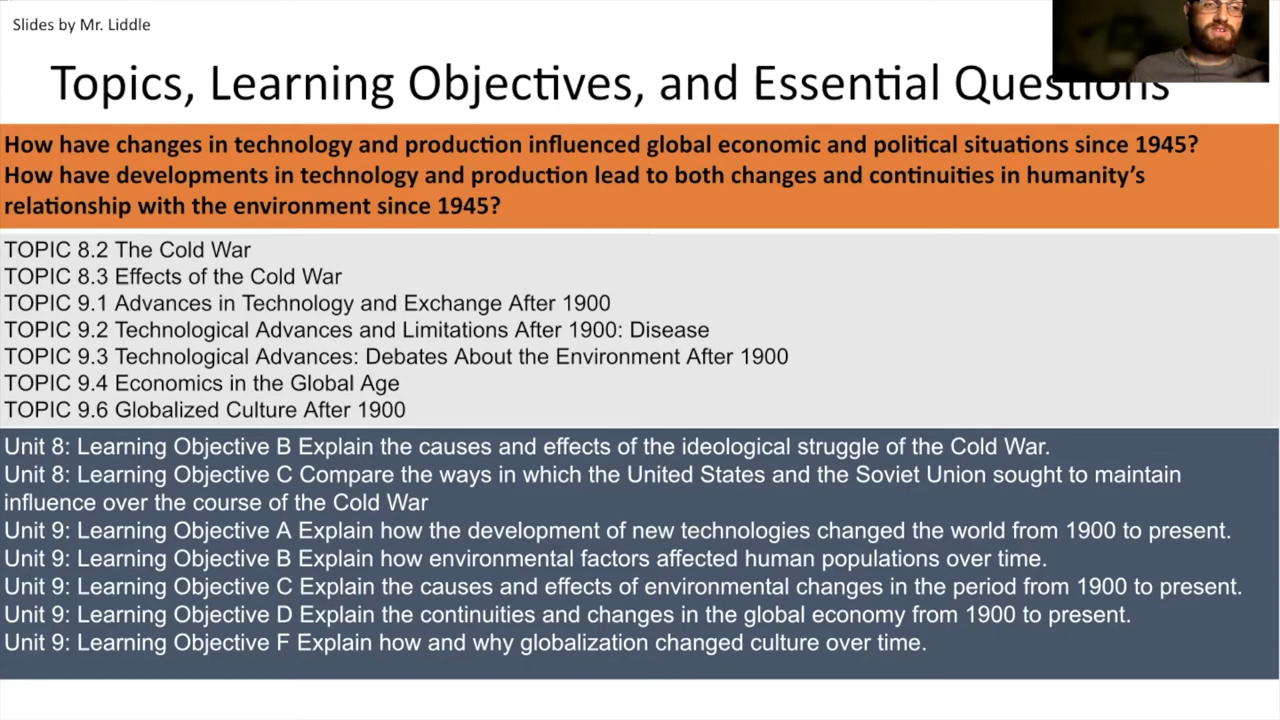 Slides by Mr. Liddle
Topics, Learning Objectives, and Essential Questions
How have changes in technology and production influenced global economic and political situations since 1945?
How have developments in technology and production lead to both changes and continuities in humanity's
relationship with the environment since 1945?
TOPIC 8.2 The Cold War
TOPIC 8.3 Effects of the Cold War
TOPIC 9.1 Advances in Technology and Exchange After 1900
TOPIC 9.2 Technological Advances and Limitations After 1900: Disease
TOPIC 9.3 Technological Advances: Debates About the Environment After 1900
TOPIC 9.4 Economics in the Global Age
TOPIC 9.6 Globalized Culture After 1900
Unit 8: Learning Objective B Explain the causes and effects of the ideological struggle of the Cold War.
Unit 8: Learning Objective C Compare the ways in which the United States and the Soviet Union sought to maintain
influence over the course of the Cold War
Unit 9: Learning Objective A Explain how the development of new technologies changed the world from 1900 to present.
Unit 9: Learning Objective B Explain how environmental factors affected human populations over time.
Unit 9: Learning Objective C Explain the causes and effects of environmental changes in the period from 1900 to present.
Unit 9: Learning Objective D Explain the continuities and changes in the global economy from 1900 to present.
Unit 9: Learning Objective F Explain how and why globalization changed culture over time.